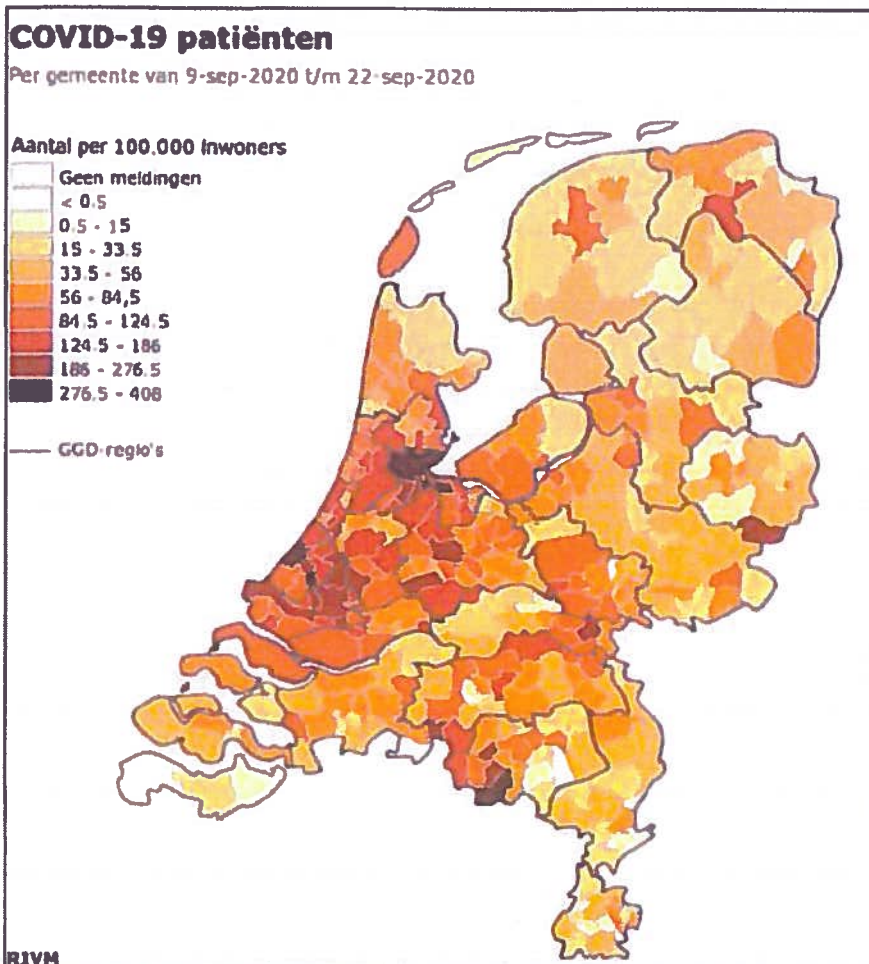 COVID-19 patiënten
Per gemeente van 9-sep-2020 t/m 22-sep-2020
Aantal per 100.000 inwoners
Geen meldingen
< 0.5
0.5 - 15
15 - 33.5
33.5 - 56
56 - 84,5
84.5 - 124.5
124.5 - 186
186 - 276.5
276.5 - 408
GGD-regio's
RIVM